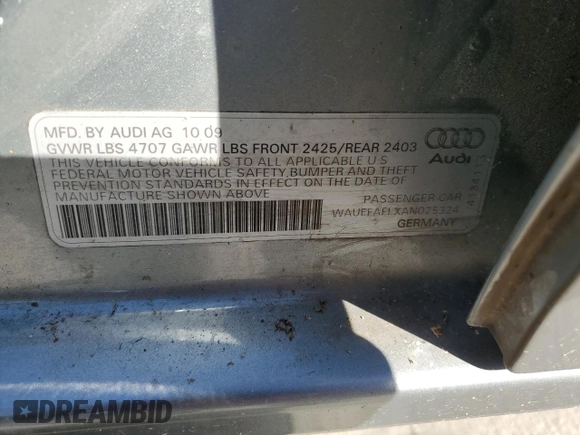 MFD. BY AUDI AG 10 09
GVWR LBS 4707 GAWR LBS FRONT 2425/REAR 2403
THIS VEHICLE CONFORMS TO ALL APPLICABLE U S
FEDERAL MOTOR VEHICLE SAFETY, BUMPER AND THEFT
PREVENTION STANDARDS IN EFFECT ON THE DATE OF
MANUFACTURE SHOWN ABOVE
Audi
PASSENGER CAR
WAUEFAFLXAN025324
GERMANY
DREAMBID